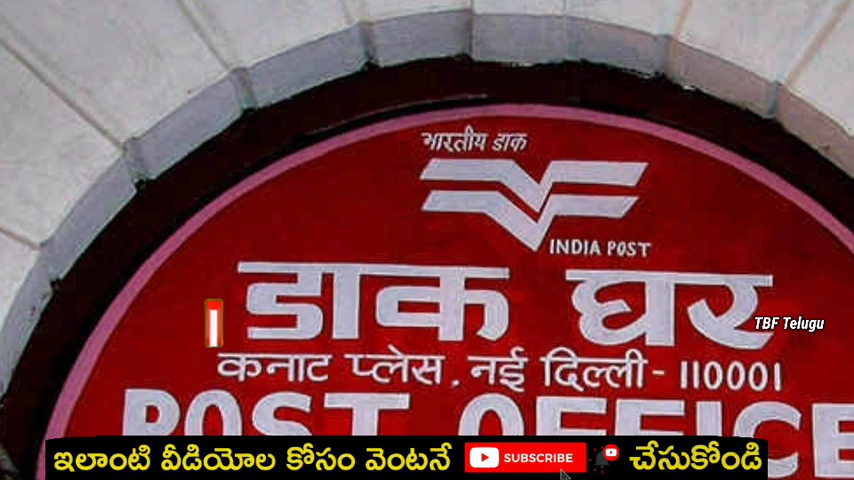 भारतीय डाक
INDIA POST
डाक घर
TBF Telugu
कनाट प्लेस, नई दिल्ली - 110001
POST OFFICE
ఇలాంటి వీడియోల కోసం వెంటనే SUBSCRIBE చేసుకోండి